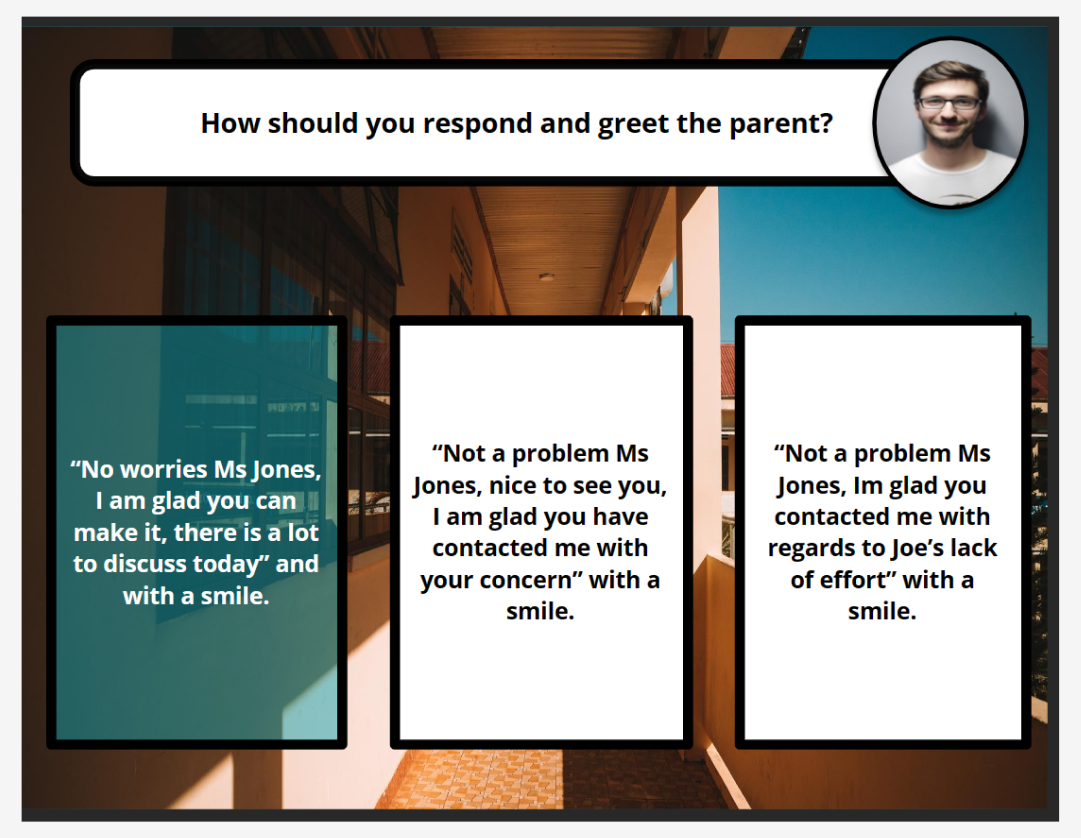 How should you respond and greet the parent?
“No worries Ms Jones,
I am glad you can
make it, there is a lot
to discuss today” and
with a smile.
“Not a problem Ms
Jones, nice to see you,
I am glad you have
contacted me with
your concern” with a
smile.
“Not a problem Ms
Jones, Im glad you
contacted me with
regards to Joe’s lack
of effort” with a
smile.